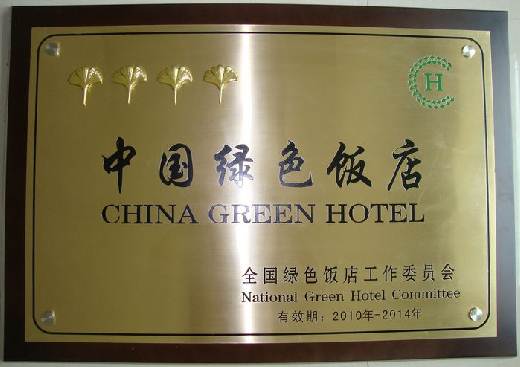 H
中国绿色饭店
CHINA GREEN HOTEL
全国绿色饭店工作委员会
National Green Hotel Committee
有效期：2010年-2014年